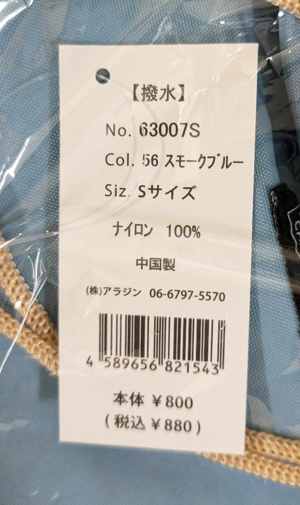 【撥水】
No. 63007S
Col. 56 スモークブルー
Siz. Sサイズ
ナイロン 100%
中国製
(株)アラジン 06-6797-5570
4 589656 821543
本体 ¥800
(税込 ¥880)